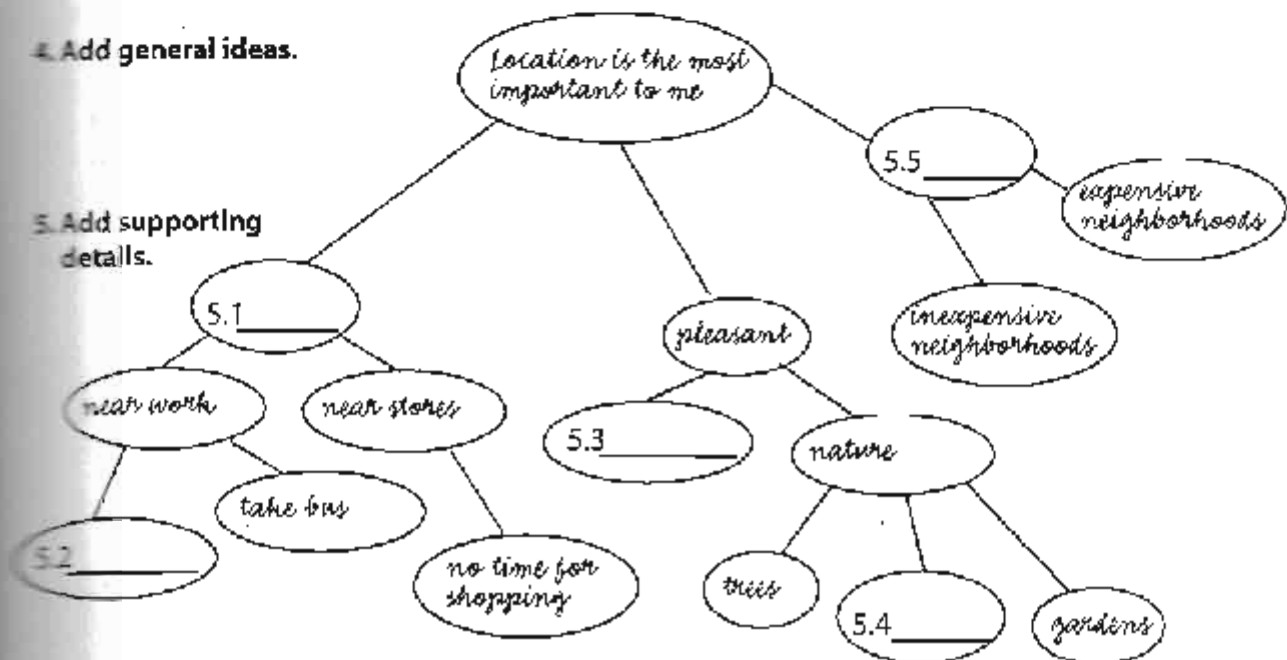 4. Add general ideas.
Location is the most
important to me
5.5
expensive
neighborhoods
5. Add supporting
details.
5.1
pleasant
inexpensive
neighborhoods
near work
near stores
5.3
nature
take bus
5.2
no time for
shopping
trees
5.4
gardens